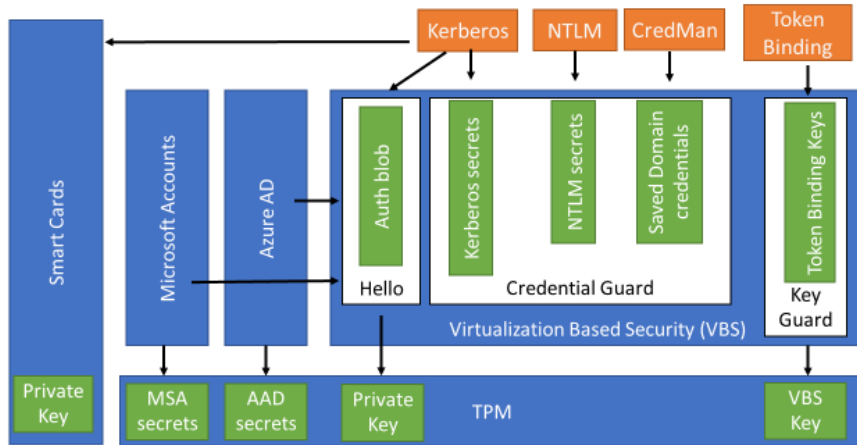 Kerberos
NTLM
CredMan
Token
Binding
Smart Cards
Microsoft Accounts
Azure AD
Auth blob
Hello
Kerberos secrets
NTLM secrets
Saved Domain
credentials
Credential Guard
Token Binding Keys
Key
Guard
Virtualization Based Security (VBS)
Private
Key
MSA
secrets
AAD
secrets
Private
Key
TPM
VBS
Key